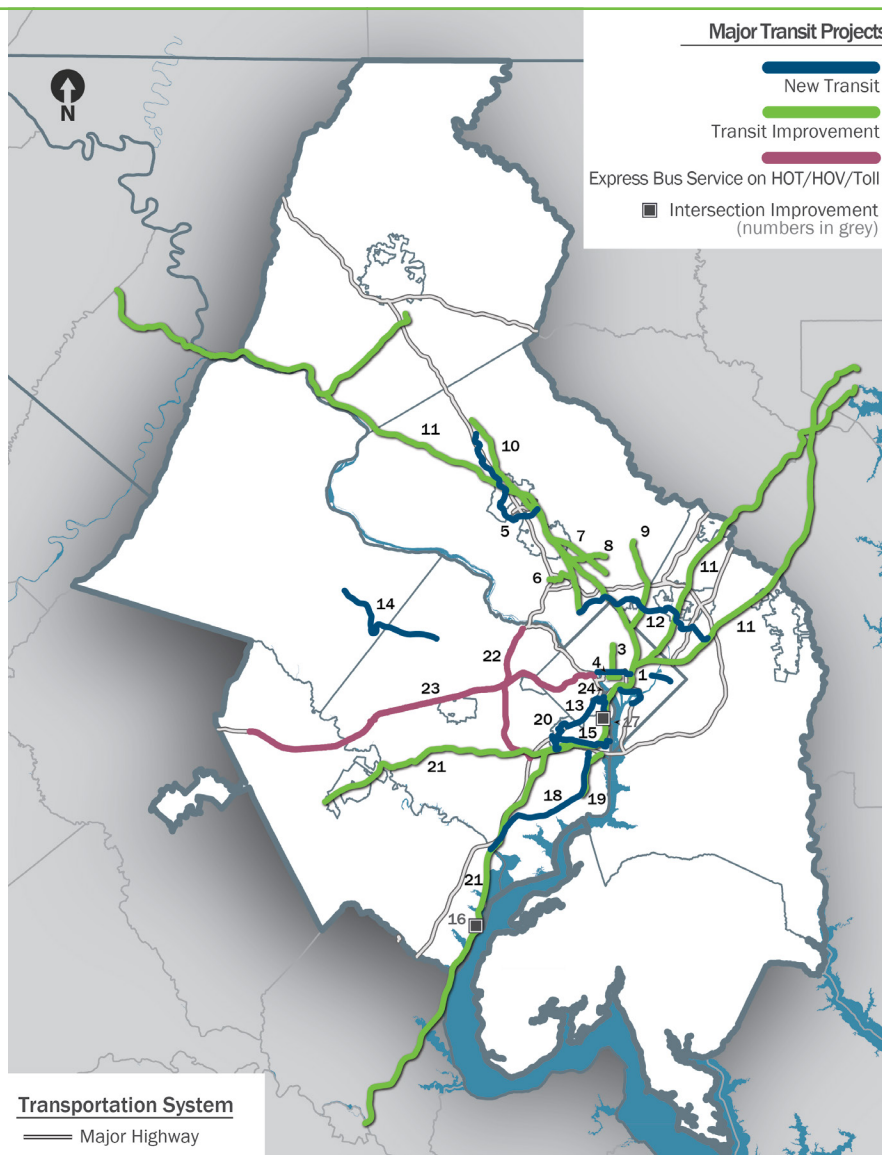 Major Transit Projects
New Transit
Transit Improvement
Express Bus Service on HOT/HOV/Toll
Intersection Improvement
(numbers in grey)
N
11
10
5
7
8
9
6
11
12
11
14
3
22
4
1
23
24
13
17
20
15
21
18
19
21
16
Transportation System
Major Highway